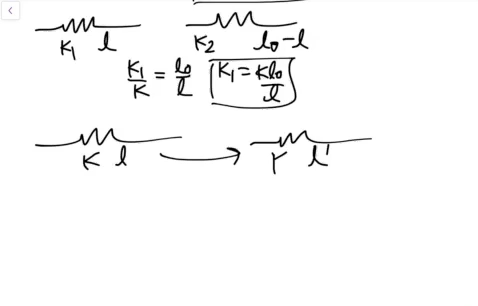 K₁ l K₂ l₀-l
K₁/K = l₀/l K₁ = Kl₀/l
K l l'